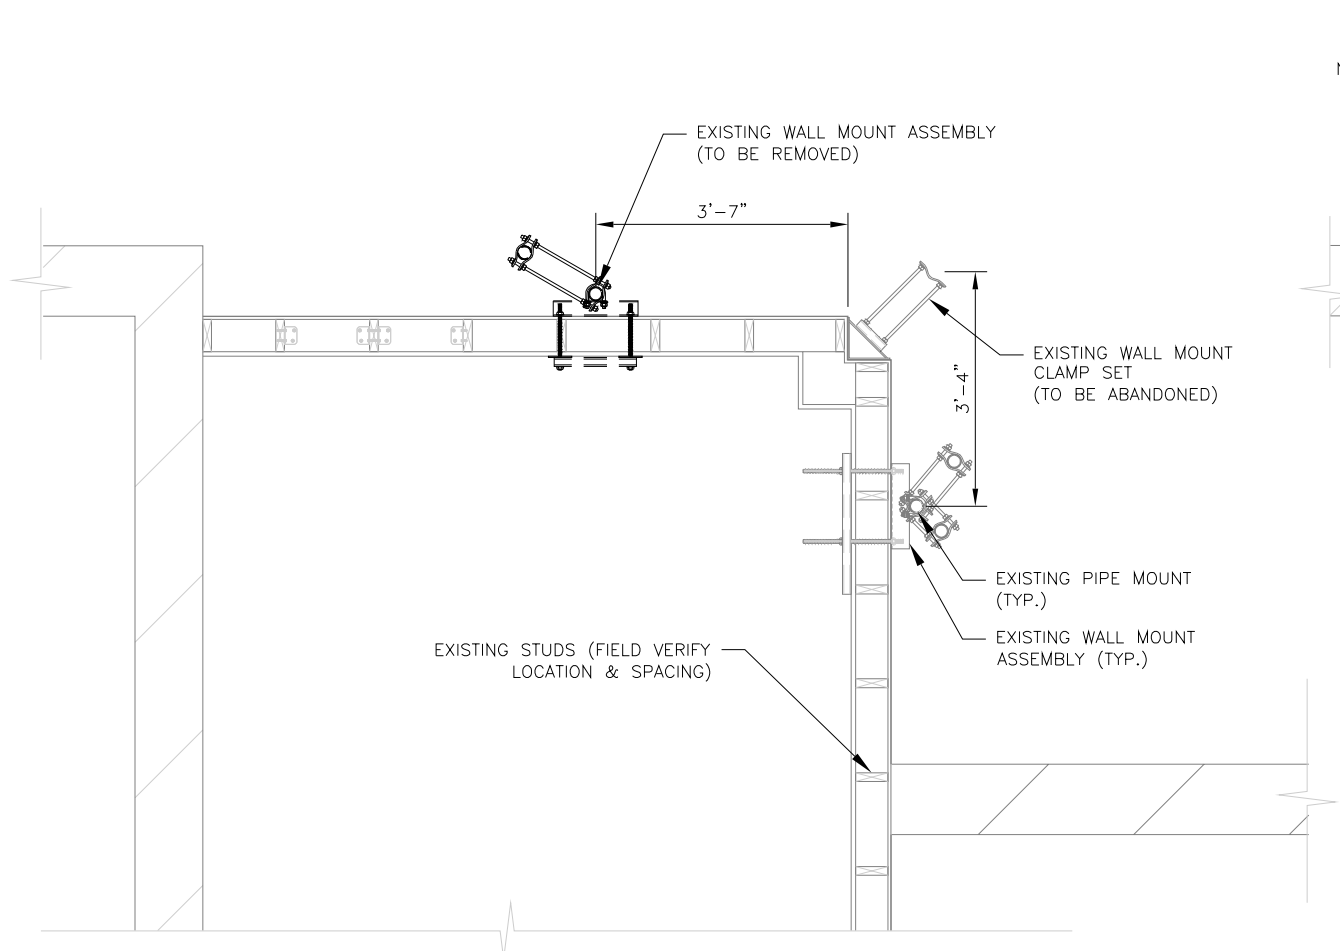 EXISTING WALL MOUNT ASSEMBLY
(TO BE REMOVED)
3'-7"
EXISTING WALL MOUNT
CLAMP SET
(TO BE ABANDONED)
3'-4"
EXISTING PIPE MOUNT
(TYP.)
EXISTING WALL MOUNT
ASSEMBLY (TYP.)
EXISTING STUDS (FIELD VERIFY
LOCATION & SPACING)